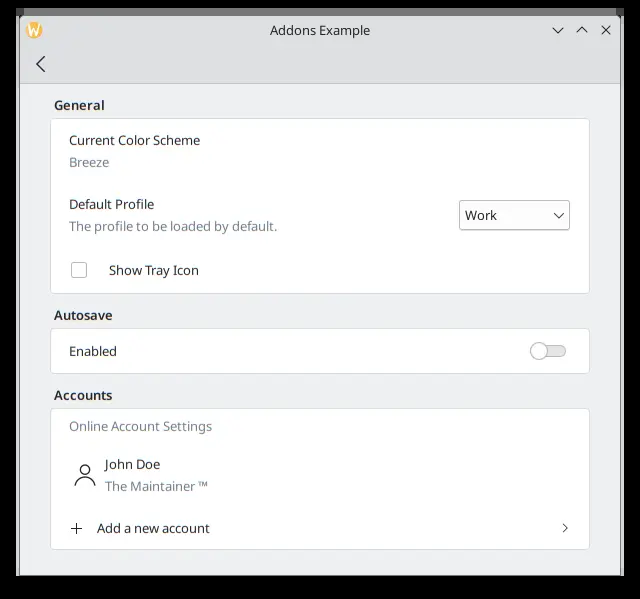 Addons Example
General
Current Color Scheme
Breeze
Default Profile
The profile to be loaded by default.
Work
Show Tray Icon
Autosave
Enabled
Accounts
Online Account Settings
John Doe
The Maintainer ™
Add a new account